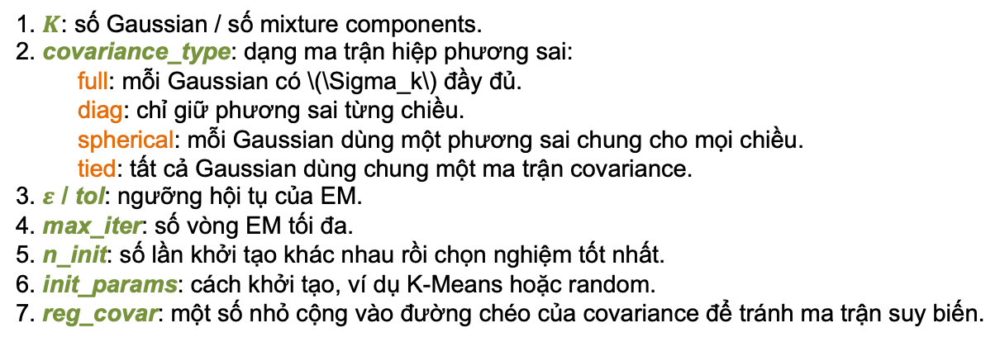 1. K: số Gaussian / số mixture components.
2. covariance_type: dạng ma trận hiệp phương sai:
full: mỗi Gaussian có \(\Sigma_k\) đầy đủ.
diag: chỉ giữ phương sai từng chiều.
spherical: mỗi Gaussian dùng một phương sai chung cho mọi chiều.
tied: tất cả Gaussian dùng chung một ma trận covariance.
3. ε / tol: ngưỡng hội tụ của EM.
4. max_iter: số vòng EM tối đa.
5. n_init: số lần khởi tạo khác nhau rồi chọn nghiệm tốt nhất.
6. init_params: cách khởi tạo, ví dụ K-Means hoặc random.
7. reg_covar: một số nhỏ cộng vào đường chéo của covariance để tránh ma trận suy biến.